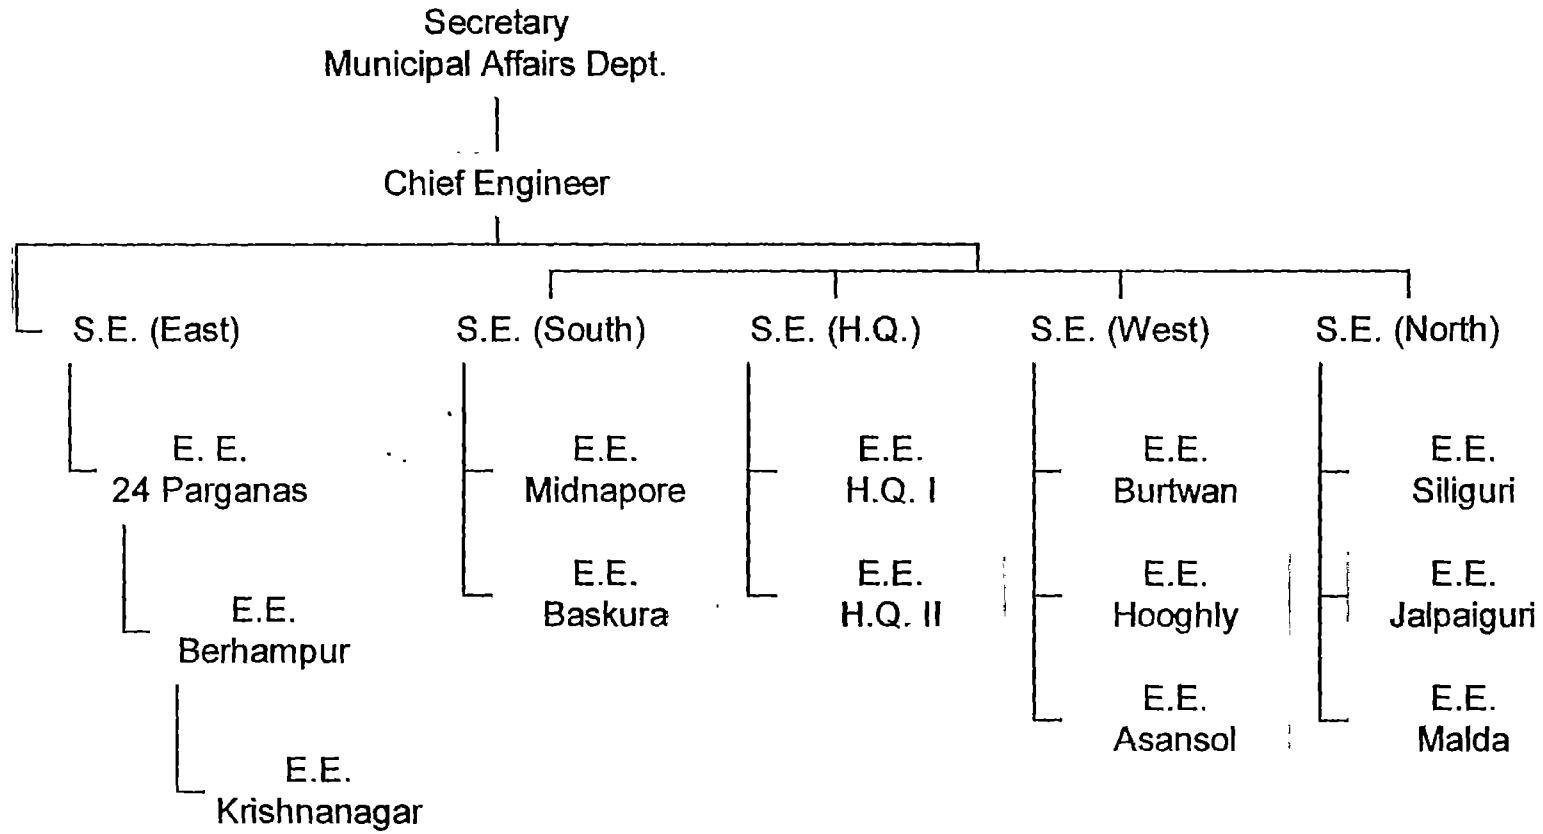 Secretary
Municipal Affairs Dept.
Chief Engineer
S.E. (East)
S.E. (South)
S.E. (H.Q.)
S.E. (West)
S.E. (North)
E. E.
24 Parganas
E.E.
Berhampur
E.E.
Krishnanagar
E.E.
Midnapore
E.E.
Baskura
E.E.
H.Q. I
E.E.
H.Q. II
E.E.
Burtwan
E.E.
Hooghly
E.E.
Asansol
E.E.
Siliguri
E.E.
Jalpaiguri
E.E.
Malda